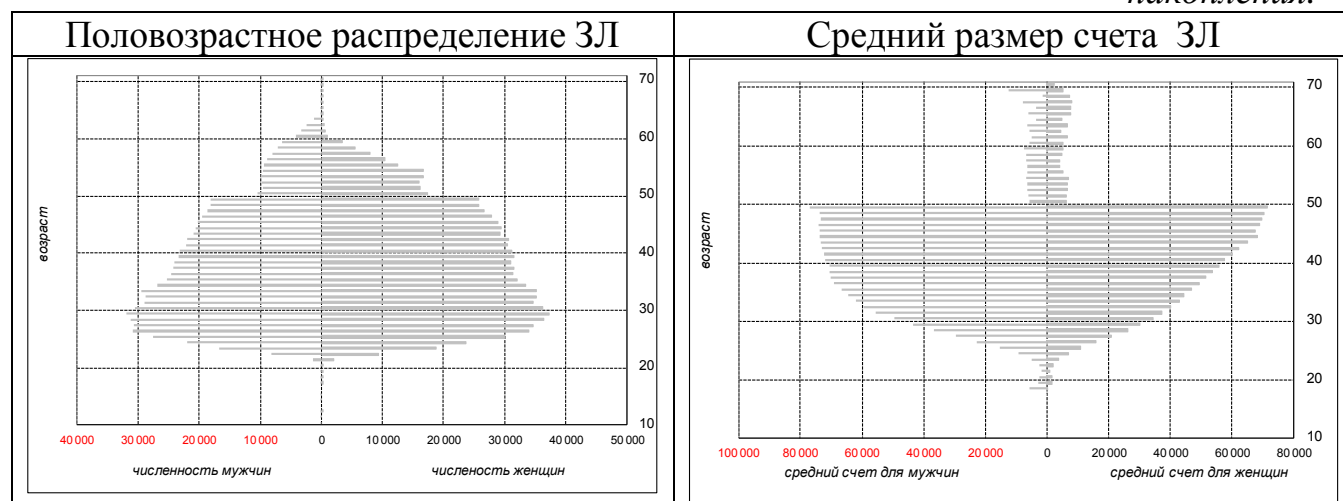 накопления.
Половозрастное распределение ЗЛ
Средний размер счета ЗЛ
70
60
50
40
30
20
10
возраст
40 000 30 000 20 000 10 000 0 10 000 20 000 30 000 40 000 50 000
численность мужчин численость женщин
70
60
50
40
30
20
10
возраст
100 000 80 000 60 000 40 000 20 000 0 20 000 40 000 60 000 80 000
средний счет для мужчин средний счет для женщин